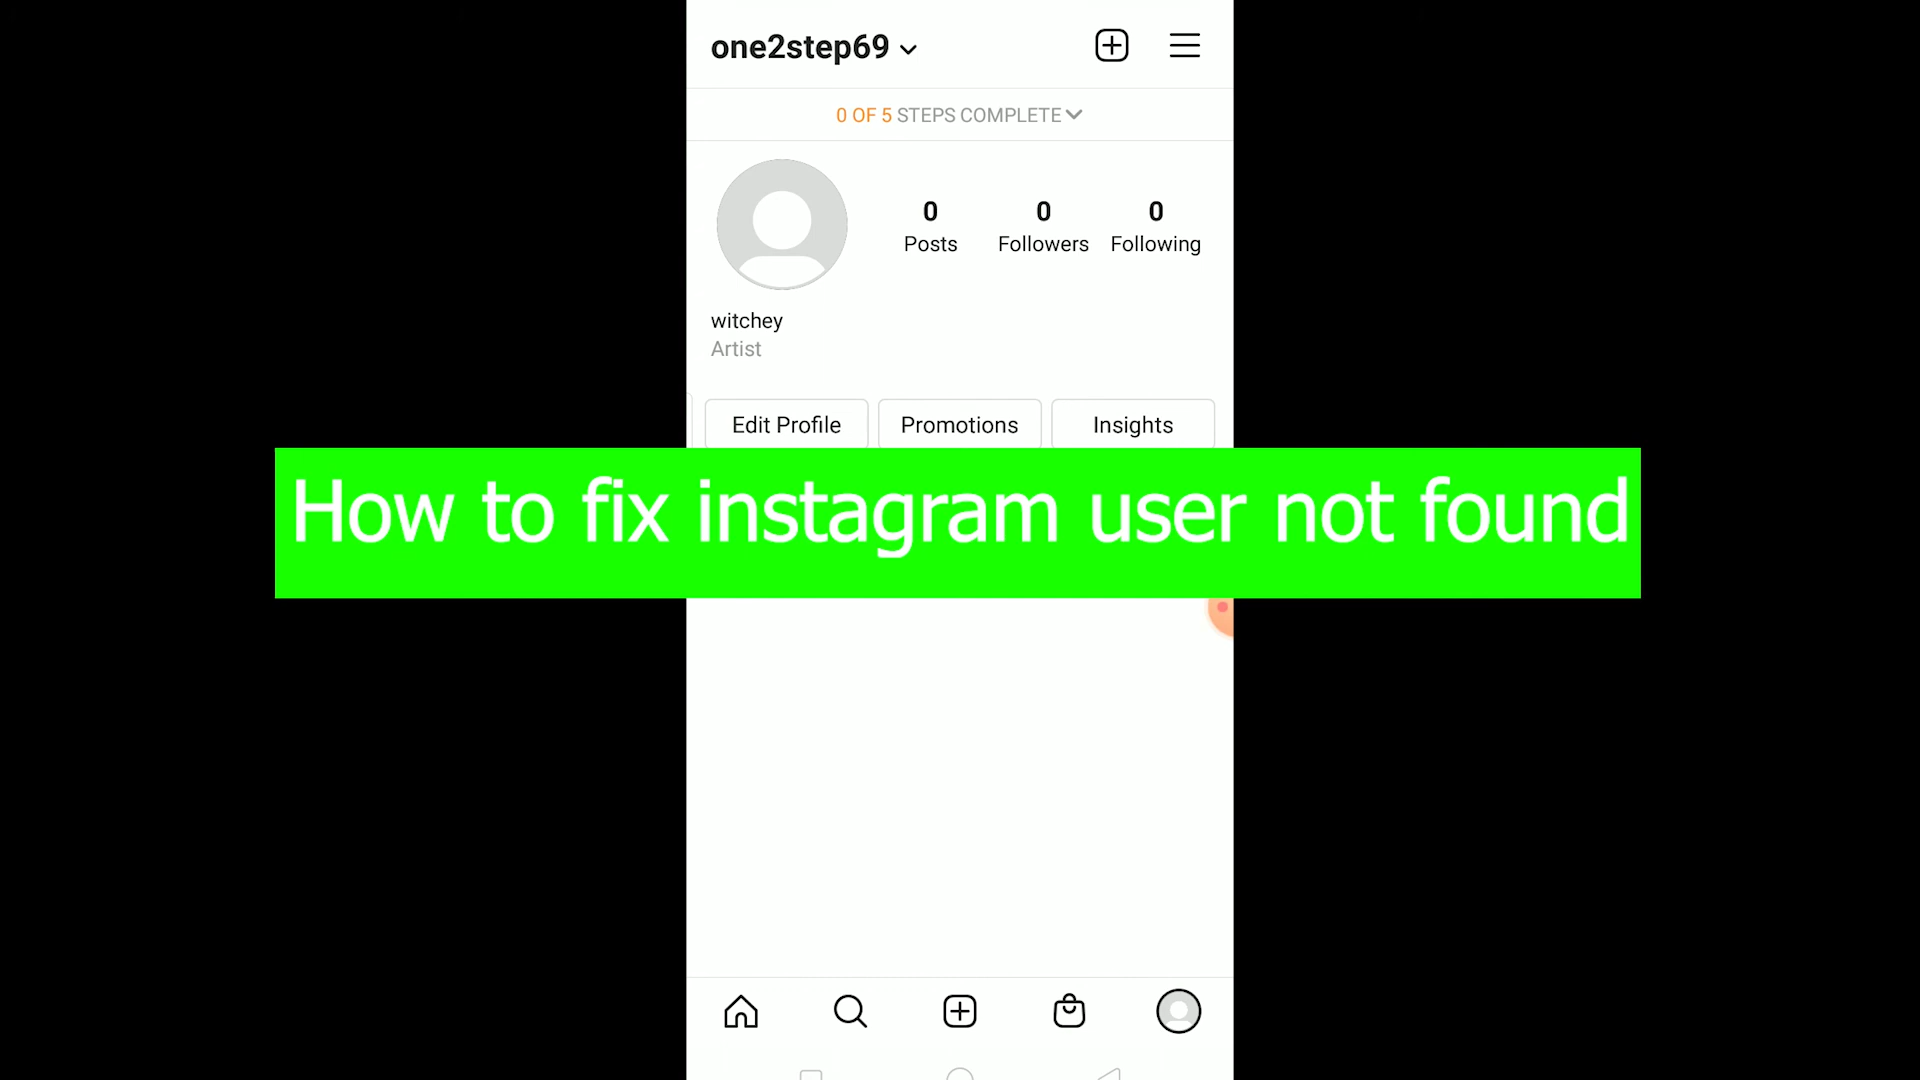 one2step69
0 OF 5 STEPS COMPLETE
0 0 0
Posts Followers Following
witchey
Artist
Edit Profile Promotions Insights
How to fix instagram user not found